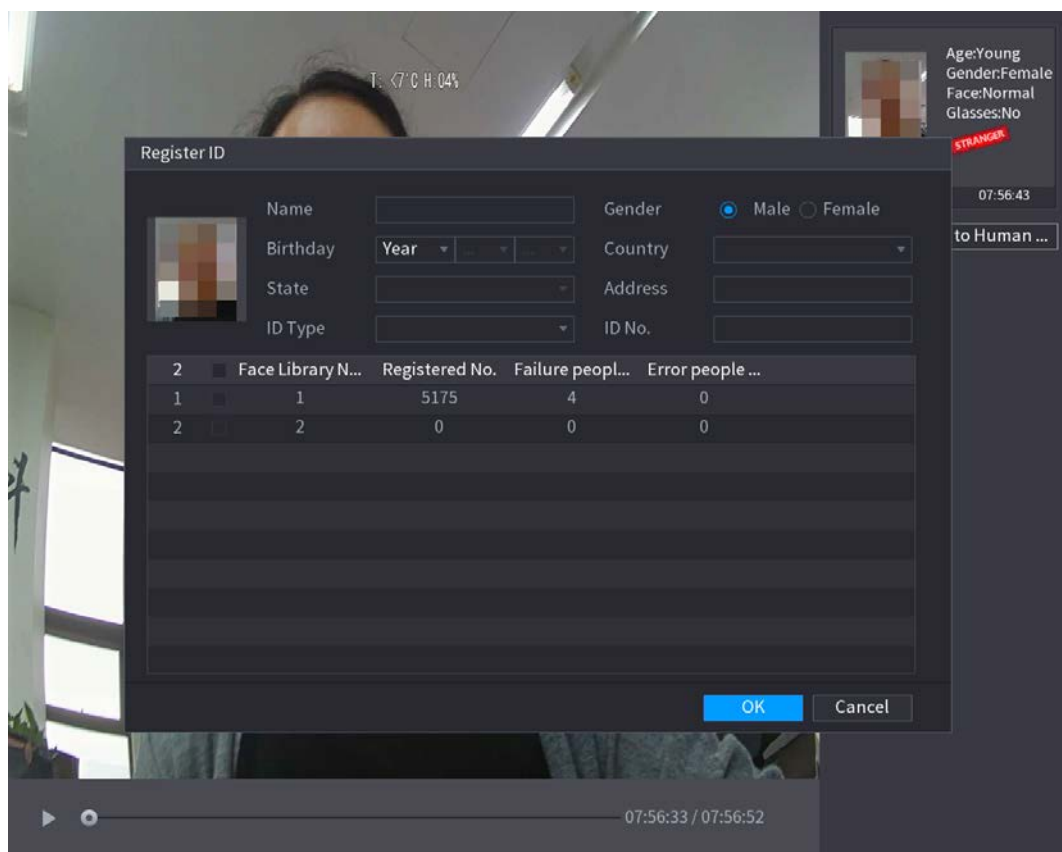 T: <7°C H:04%
Age:Young
Gender:Female
Face:Normal
Glasses:No
STRANGER
07:56:43
to Human ...
Register ID
Name
Gender Male Female
Birthday Year
Country
State
Address
ID Type
ID No.
2 Face Library N... Registered No. Failure peopl... Error people ...
1 1 5175 4 0
2 2 0 0 0
OK Cancel
07:56:33 / 07:56:52